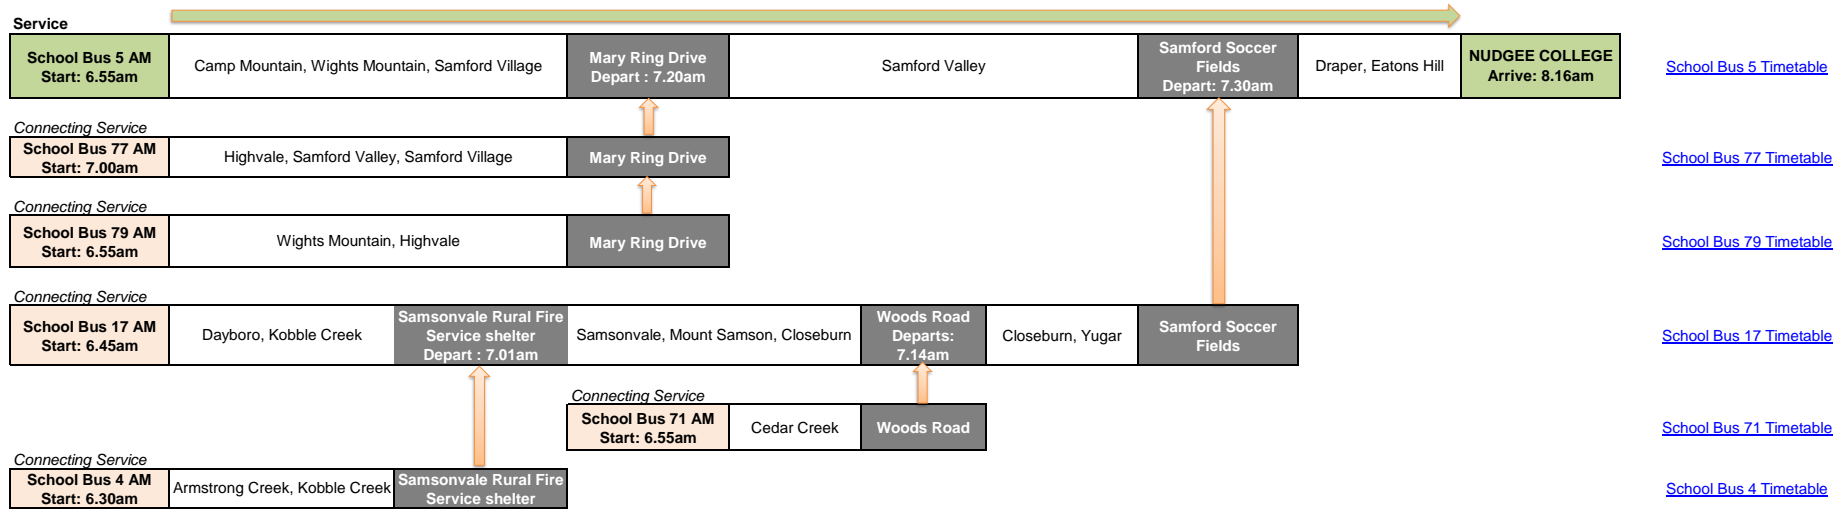 Service
School Bus 5 AM
Start: 6.55am
Camp Mountain, Wights Mountain, Samford Village
Mary Ring Drive
Depart : 7.20am
Samford Valley
Samford Soccer
Fields
Depart: 7.30am
Draper, Eatons Hill
NUDGEE COLLEGE
Arrive: 8.16am
School Bus 5 Timetable
Connecting Service
School Bus 77 AM
Start: 7.00am
Highvale, Samford Valley, Samford Village
Mary Ring Drive
School Bus 77 Timetable
Connecting Service
School Bus 79 AM
Start: 6.55am
Wights Mountain, Highvale
Mary Ring Drive
School Bus 79 Timetable
Connecting Service
School Bus 17 AM
Start: 6.45am
Dayboro, Kobble Creek
Samsonvale Rural Fire
Service shelter
Depart : 7.01am
Samsonvale, Mount Samson, Closeburn
Woods Road
Departs:
7.14am
Closeburn, Yugar
Samford Soccer
Fields
School Bus 17 Timetable
Connecting Service
School Bus 71 AM
Start: 6.55am
Cedar Creek
Woods Road
School Bus 71 Timetable
Connecting Service
School Bus 4 AM
Start: 6.30am
Armstrong Creek, Kobble Creek
Samsonvale Rural Fire
Service shelter
School Bus 4 Timetable